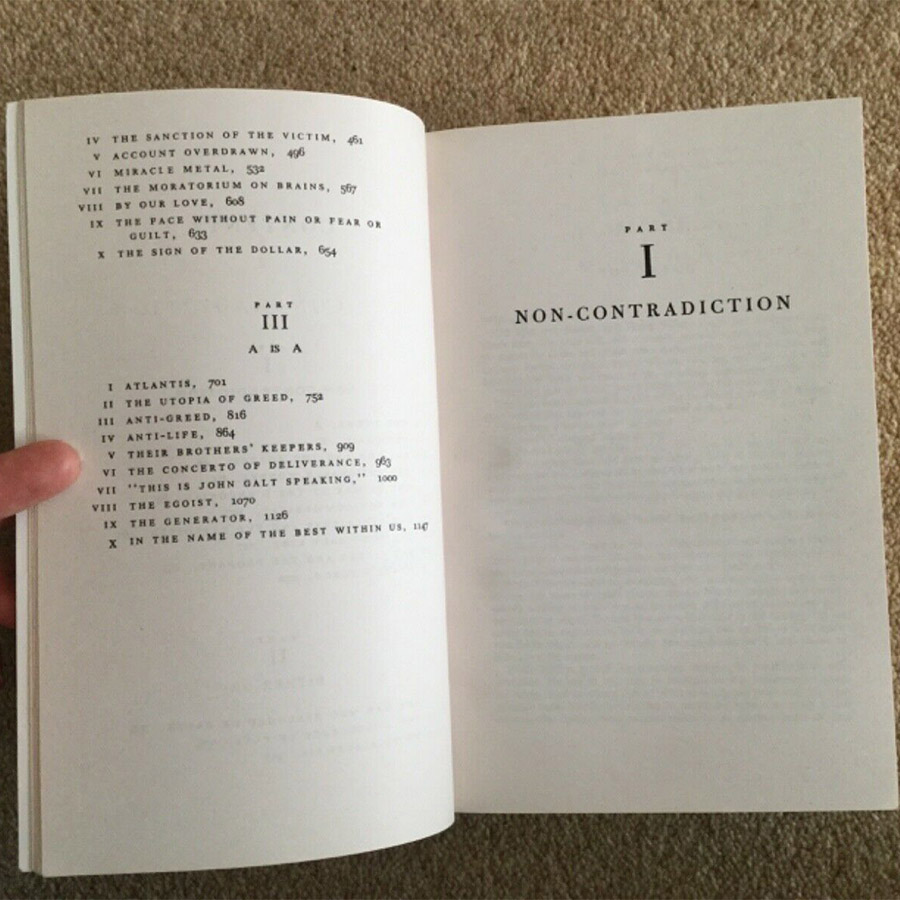 IV THE SANCTION OF THE VICTIM, 461
V ACCOUNT OVERDRAWN, 496
VI MIRACLE METAL, 532
VII THE MORATORIUM ON BRAINS, 567
VIII BY OUR LOVE, 608
IX THE FACE WITHOUT PAIN OR FEAR OR
GUILT, 633
X THE SIGN OF THE DOLLAR, 654
PART
III
A IS A
I ATLANTIS, 701
II THE UTOPIA OF GREED, 752
III ANTI-GREED, 816
IV ANTI-LIFE, 864
V THEIR BROTHERS' KEEPERS, 909
VI THE CONCERTO OF DELIVERANCE, 963
VII "THIS IS JOHN GALT SPEAKING," 1000
VIII THE EGOIST, 1070
IX THE GENERATOR, 1126
X IN THE NAME OF THE BEST WITHIN US, 1147
PART
I
NON-CONTRADICTION